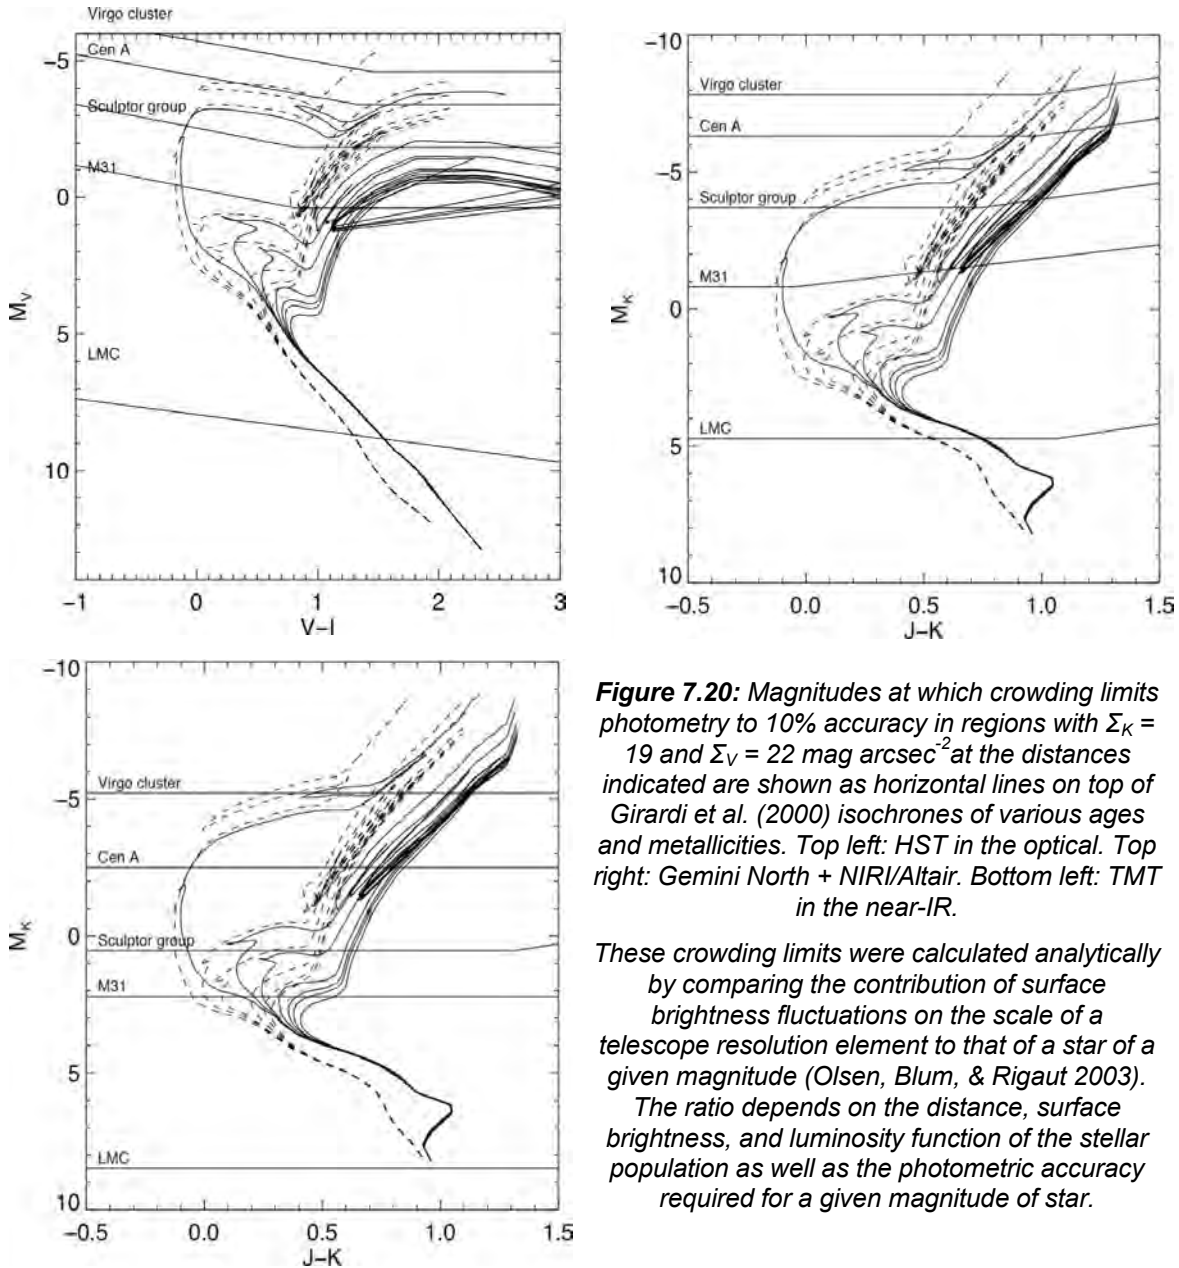 Virgo cluster
-5
Cen A
Sculptor group
M31
0
5
LMC
10
M_V
-1
0
1
2
3
V-I
-10
Virgo cluster
Cen A
-5
Sculptor group
M31
0
LMC
5
10
M_K
-0.5
0.0
0.5
1.0
1.5
J-K
-10
Virgo cluster
-5
Cen A
Sculptor group
0
M31
5
LMC
10
M_K
-0.5
0.0
0.5
1.0
1.5
J-K
Figure 7.20: Magnitudes at which crowding limits
photometry to 10% accuracy in regions with Σ_K =
19 and Σ_V = 22 mag arcsec^-2 at the distances
indicated are shown as horizontal lines on top of
Girardi et al. (2000) isochrones of various ages
and metallicities. Top left: HST in the optical. Top
right: Gemini North + NIRI/Altair. Bottom left: TMT
in the near-IR.
These crowding limits were calculated analytically
by comparing the contribution of surface
brightness fluctuations on the scale of a
telescope resolution element to that of a star of a
given magnitude (Olsen, Blum, & Rigaut 2003).
The ratio depends on the distance, surface
brightness, and luminosity function of the stellar
population as well as the photometric accuracy
required for a given magnitude of star.